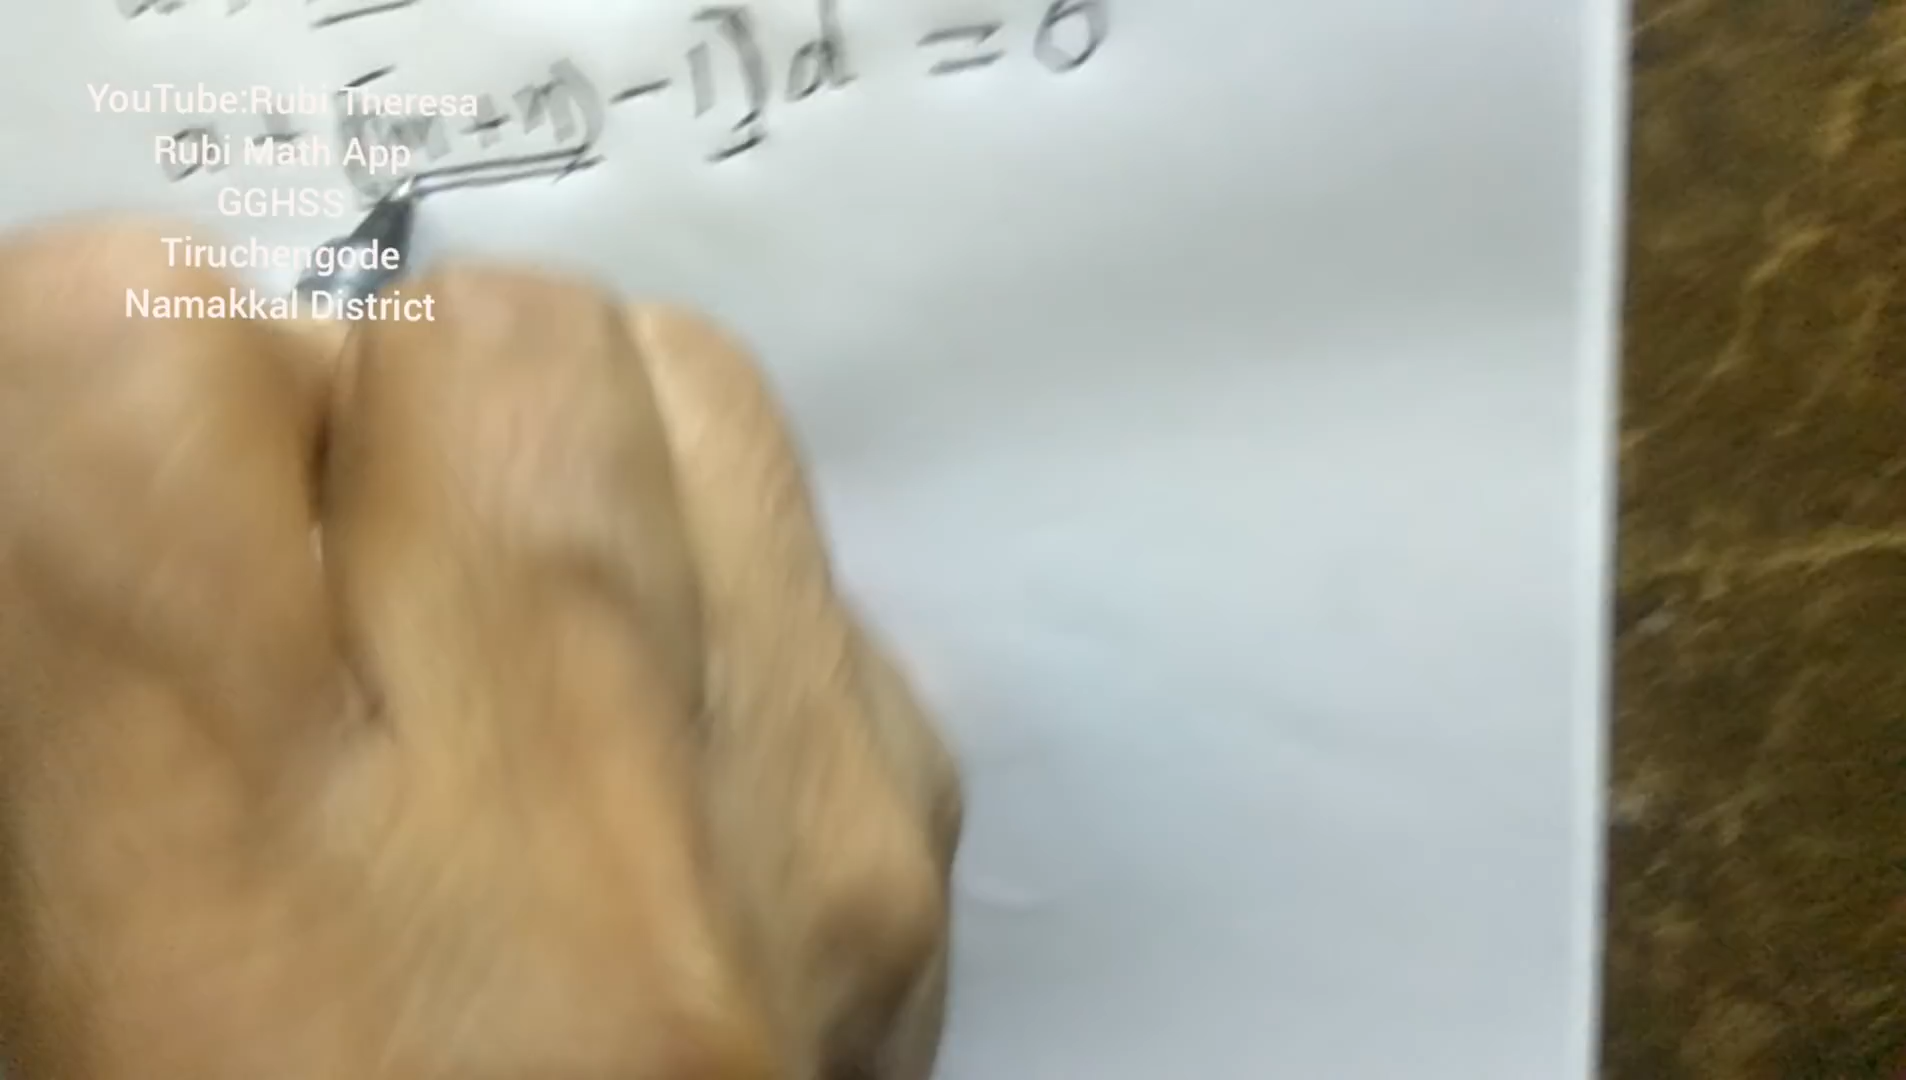 a + [(m+n)-1]d = 0
YouTube:Rubi Theresa
Rubi Math App
GGHSS
Tiruchengode
Namakkal District